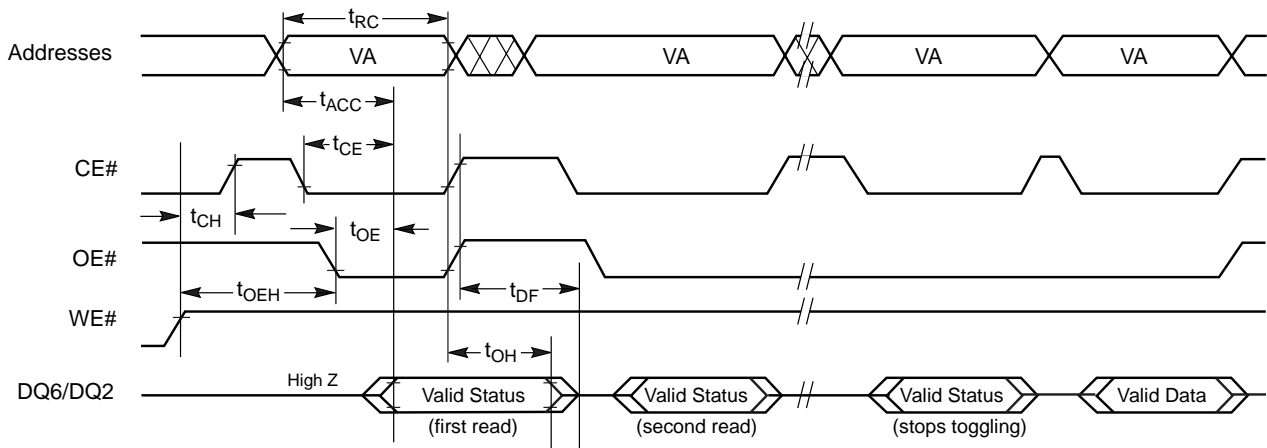 tRC
Addresses VA VA VA VA
tACC
tCE
CE#
tCH
tOE
OE#
tOEH
tDF
WE#
tOH
DQ6/DQ2 High Z Valid Status Valid Status Valid Status Valid Data
(first read) (second read) (stops toggling)